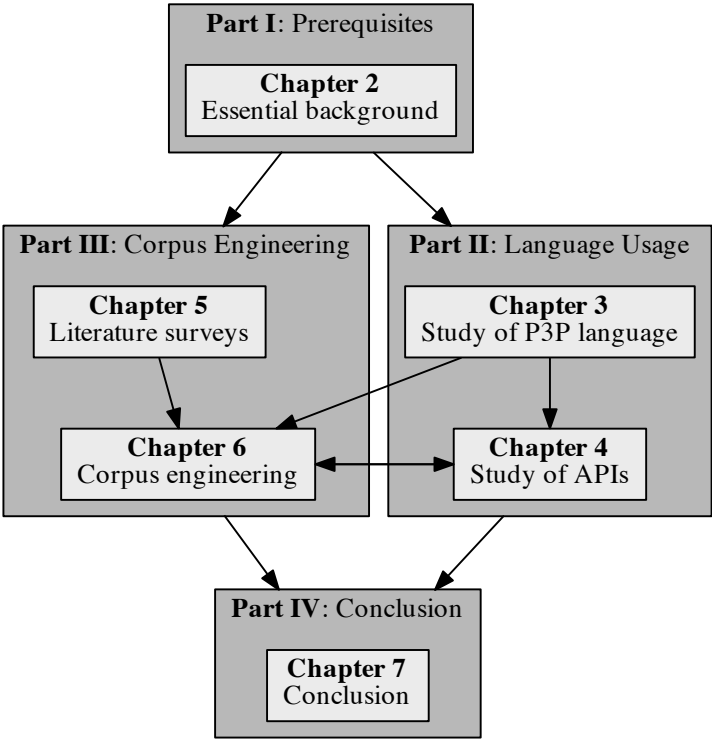 Part I: Prerequisites
Chapter 2
Essential background
Part III: Corpus Engineering
Chapter 5
Literature surveys
Chapter 6
Corpus engineering
Part II: Language Usage
Chapter 3
Study of P3P language
Chapter 4
Study of APIs
Part IV: Conclusion
Chapter 7
Conclusion